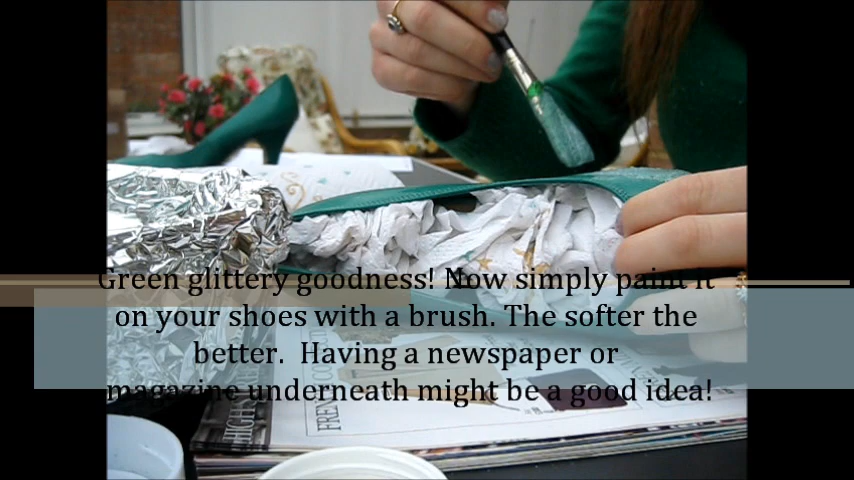 Green glittery goodness! Now simply paint it
on your shoes with a brush. The softer the
better. Having a newspaper or
magazine underneath might be a good idea!